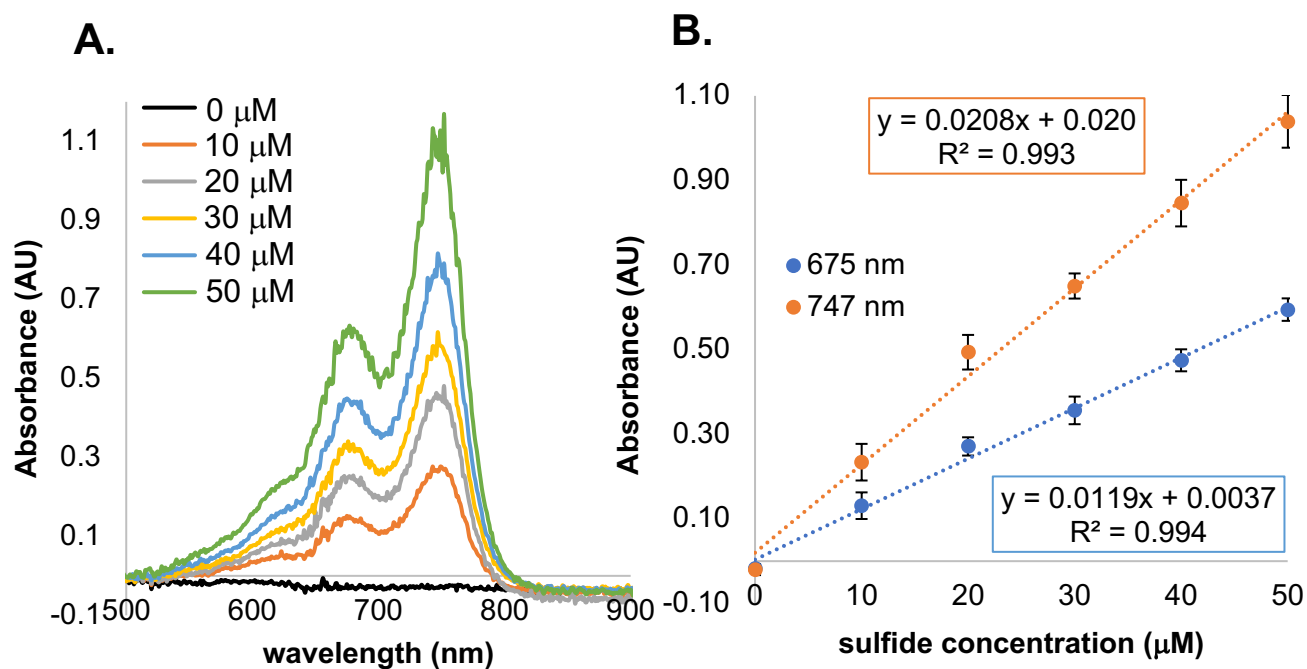 A.
0 μM
10 μM
20 μM
30 μM
40 μM
50 μM
1.1
0.9
0.7
0.5
0.3
0.1
-0.1
500
600
700
800
900
Absorbance (AU)
wavelength (nm)
B.
y = 0.0208x + 0.020
R² = 0.993
675 nm
747 nm
y = 0.0119x + 0.0037
R² = 0.994
1.10
0.90
0.70
0.50
0.30
0.10
-0.10
0
10
20
30
40
50
Absorbance (AU)
sulfide concentration (μM)